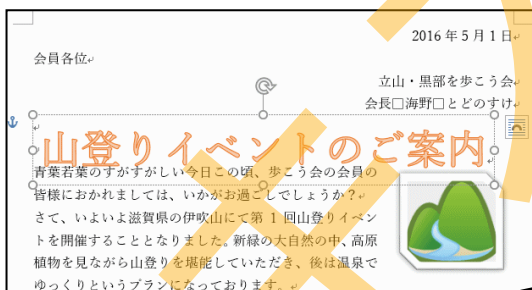 2016年5月1日
会員各位
立山・黒部を歩こう会
会長□海野□とどのすけ
山登りイベントのご案内
青葉若葉のすがすがしい今日この頃、歩こう会の会員の
皆様におかれましては、いかがお過ごしでしょうか？
さて、いよいよ滋賀県の伊吹山にて第1回山登りイベン
トを開催することとなりました。新緑の大自然の中、高原
植物を見ながら山登りを堪能していただき、後は温泉で
ゆっくりというプランになっております。